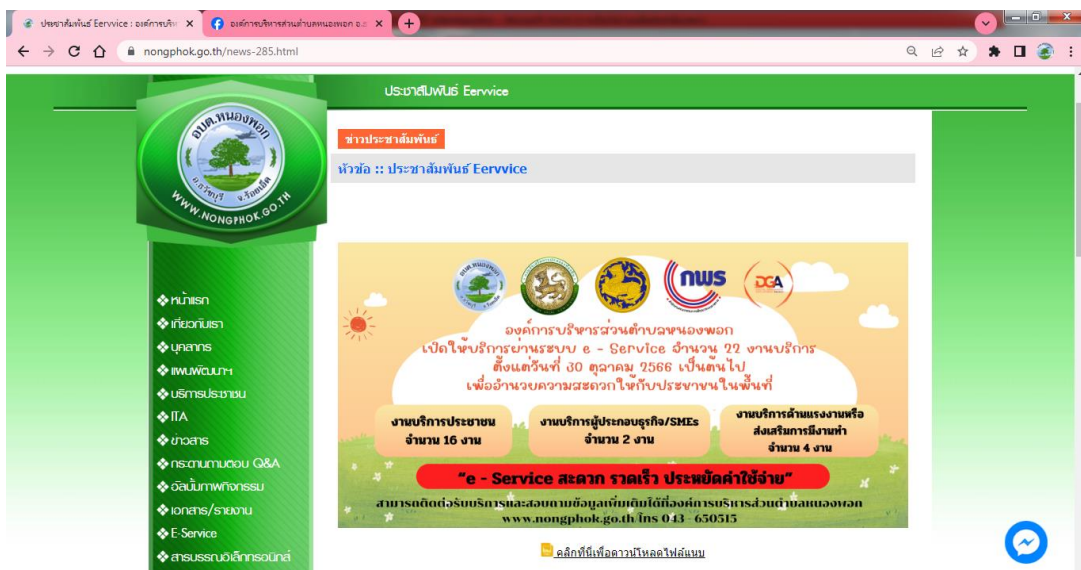 ประชาสัมพันธ์ Eervvice : องค์การบริห
องค์การบริหารส่วนตำบลหนองพอก อ.ธ
nongphok.go.th/news-285.html
ประชาสัมพันธ์ Eervvice
อบต.หนองพอก
อ.ธวัชบุรี จ.ร้อยเอ็ด
WWW.NONGPHOK.GO.TH
ข่าวประชาสัมพันธ์
หัวข้อ :: ประชาสัมพันธ์ Eervvice
หน้าแรก
เกี่ยวกับเรา
บุคลากร
แผนพัฒนาฯ
บริการประชาชน
ITA
ข่าวสาร
กระดานถามตอบ Q&A
อัลบั้มภาพกิจกรรม
เอกสาร/รายงาน
E-Service
สารบรรณอิเล็กทรอนิกส์
กพร
DGA
องค์การบริหารส่วนตำบลหนองพอก
เปิดให้บริการผ่านระบบ e - Service จำนวน 22 งานบริการ
ตั้งแต่วันที่ 30 ตุลาคม 2566 เป็นต้นไป
เพื่ออำนวยความสะดวกให้กับประชาชนในพื้นที่
งานบริการประชาชน
จำนวน 16 งาน
งานบริการผู้ประกอบธุรกิจ/SMEs
จำนวน 2 งาน
งานบริการด้านแรงงานหรือ
ส่งเสริมการมีงานทำ
จำนวน 4 งาน
"e - Service สะดวก รวดเร็ว ประหยัดค่าใช้จ่าย"
สามารถติดต่อรับบริการและสอบถามข้อมูลเพิ่มเติมได้ที่องค์การบริหารส่วนตำบลหนองพอก
www.nongphok.go.th/โทร 043 - 650515
คลิกที่นี่เพื่อดาวน์โหลดไฟล์แนบ